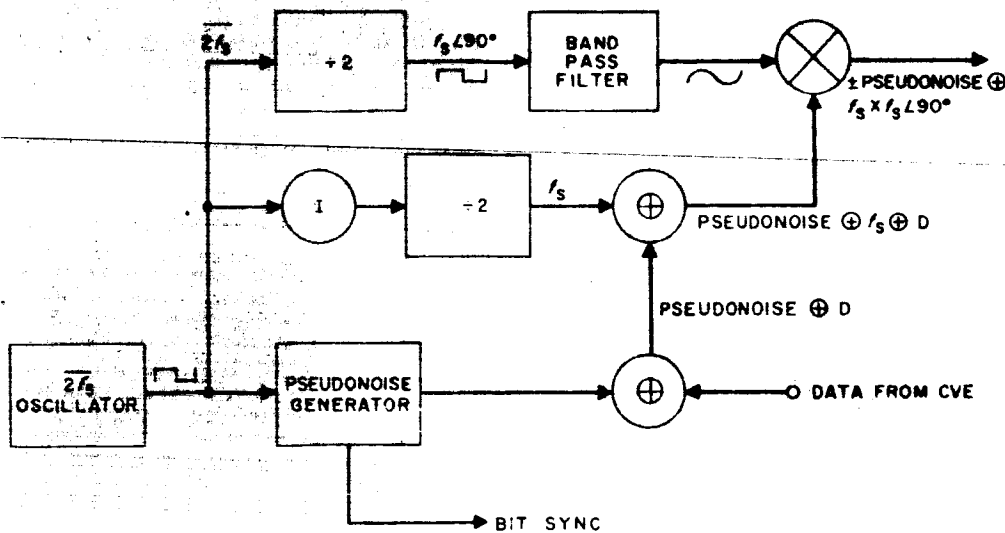 2fS
÷2
fS∠90°
BAND
PASS
FILTER
± PSEUDONOISE ⊕
fS X fS∠90°
I
÷2
fS
⊕
PSEUDONOISE ⊕ fS ⊕ D
PSEUDONOISE ⊕ D
2fS
OSCILLATOR
PSEUDONOISE
GENERATOR
⊕
DATA FROM CVE
BIT SYNC